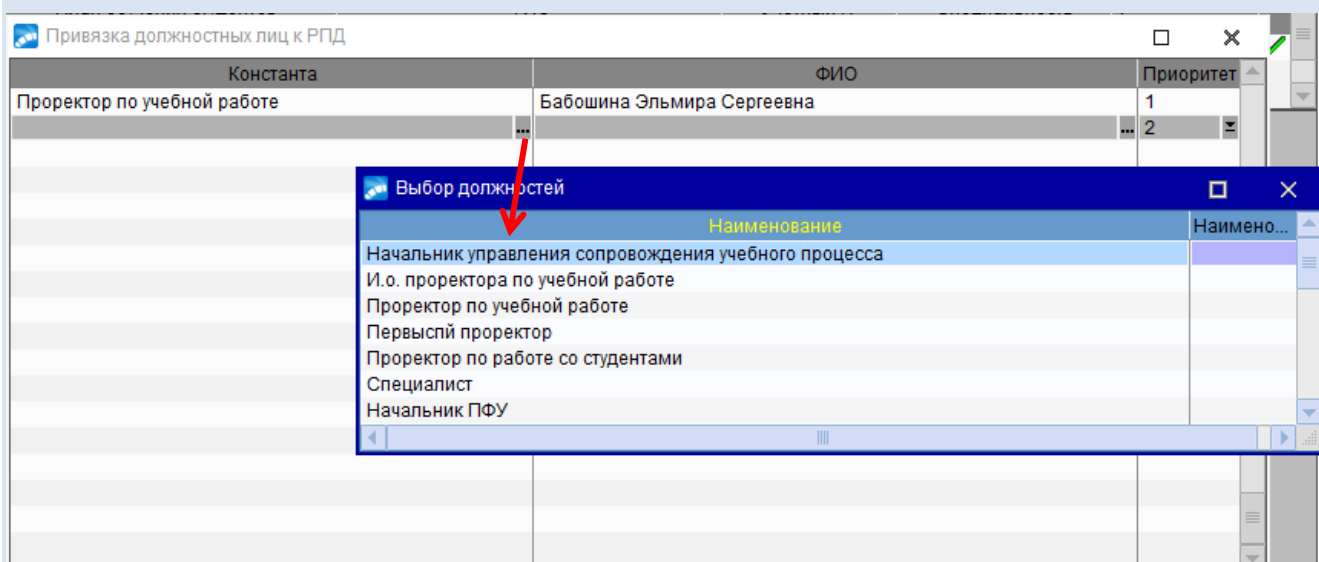 Привязка должностных лиц к РПД
Константа ФИО Приоритет
Проректор по учебной работе Бабошина Эльмира Сергеевна 1
... ... 2
Выбор должностей
Наименование Наимено...
Начальник управления сопровождения учебного процесса
И.о. проректора по учебной работе
Проректор по учебной работе
Первыспй проректор
Проректор по работе со студентами
Специалист
Начальник ПФУ